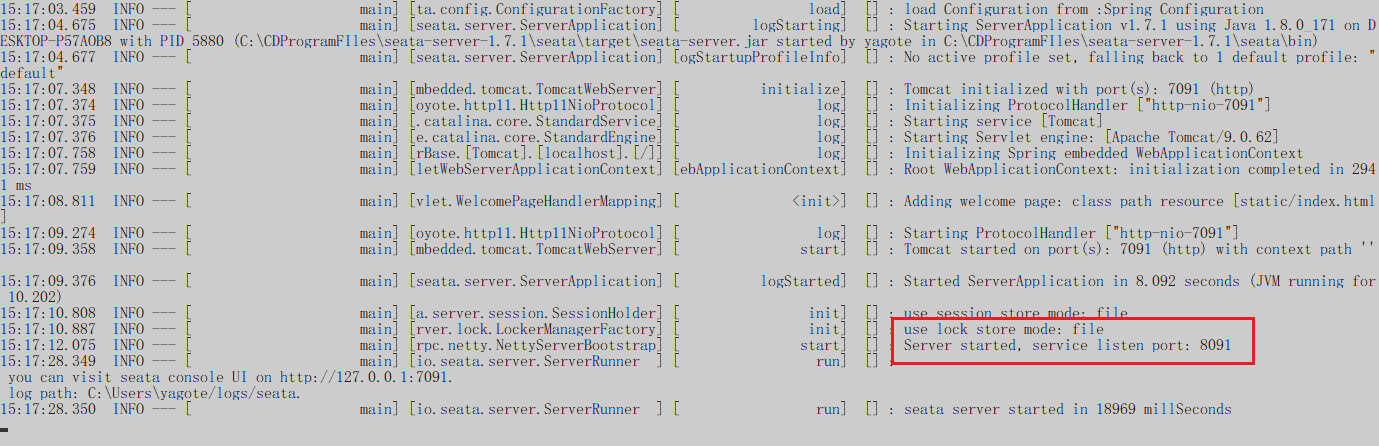 15:17:03.459  INFO --- [                     main] [ta.config.ConfigurationFactory] [                load]  [] : load Configuration from :Spring Configuration
15:17:04.675  INFO --- [                     main] [seata.server.ServerApplication] [          logStarting]  [] : Starting ServerApplication v1.7.1 using Java 1.8.0_171 on D
ESKTOP-P57AOB8 with PID 5880 (C:\CDProgramFIles\seata-server-1.7.1\seata\target\seata-server.jar started by yagote in C:\CDProgramFIles\seata-server-1.7.1\seata\bin)
15:17:04.677  INFO --- [                     main] [seata.server.ServerApplication] [ogStartupProfileInfo]  [] : No active profile set, falling back to 1 default profile: "
default"
15:17:07.348  INFO --- [                     main] [mbedded.tomcat.TomcatWebServer] [           initialize]  [] : Tomcat initialized with port(s): 7091 (http)
15:17:07.374  INFO --- [                     main] [oyote.http11.Http11NioProtocol] [                  log]  [] : Initializing ProtocolHandler ["http-nio-7091"]
15:17:07.375  INFO --- [                     main] [.catalina.core.StandardService] [                  log]  [] : Starting service [Tomcat]
15:17:07.376  INFO --- [                     main] [e.catalina.core.StandardEngine] [                  log]  [] : Starting Servlet engine: [Apache Tomcat/9.0.62]
15:17:07.758  INFO --- [                     main] [rBase.[Tomcat].[localhost].[/]] [                  log]  [] : Initializing Spring embedded WebApplicationContext
15:17:07.759  INFO --- [                     main] [letWebServerApplicationContext] [ebApplicationContext]  [] : Root WebApplicationContext: initialization completed in 294
1 ms
15:17:08.811  INFO --- [                     main] [vlet.WelcomePageHandlerMapping] [               <init>]  [] : Adding welcome page: class path resource [static/index.html
]
15:17:09.274  INFO --- [                     main] [oyote.http11.Http11NioProtocol] [                  log]  [] : Starting ProtocolHandler ["http-nio-7091"]
15:17:09.358  INFO --- [                     main] [mbedded.tomcat.TomcatWebServer] [                start]  [] : Tomcat started on port(s): 7091 (http) with context path ''
15:17:09.376  INFO --- [                     main] [seata.server.ServerApplication] [           logStarted]  [] : Started ServerApplication in 8.092 seconds (JVM running for
 10.202)
15:17:10.808  INFO --- [                     main] [a.server.session.SessionHolder] [                 init]  [] : use session store mode: file
15:17:10.887  INFO --- [                     main] [rver.lock.LockerManagerFactory] [                 init]  [] : use lock store mode: file
15:17:12.075  INFO --- [                     main] [rpc.netty.NettyServerBootstrap] [                start]  [] : Server started, service listen port: 8091
15:17:28.349  INFO --- [                     main] [io.seata.server.ServerRunner  ] [                  run]  [] :
 you can visit seata console UI on http://127.0.0.1:7091.
 log path: C:\Users\yagote/logs/seata.
15:17:28.350  INFO --- [                     main] [io.seata.server.ServerRunner  ] [                  run]  [] : seata server started in 18969 millSeconds